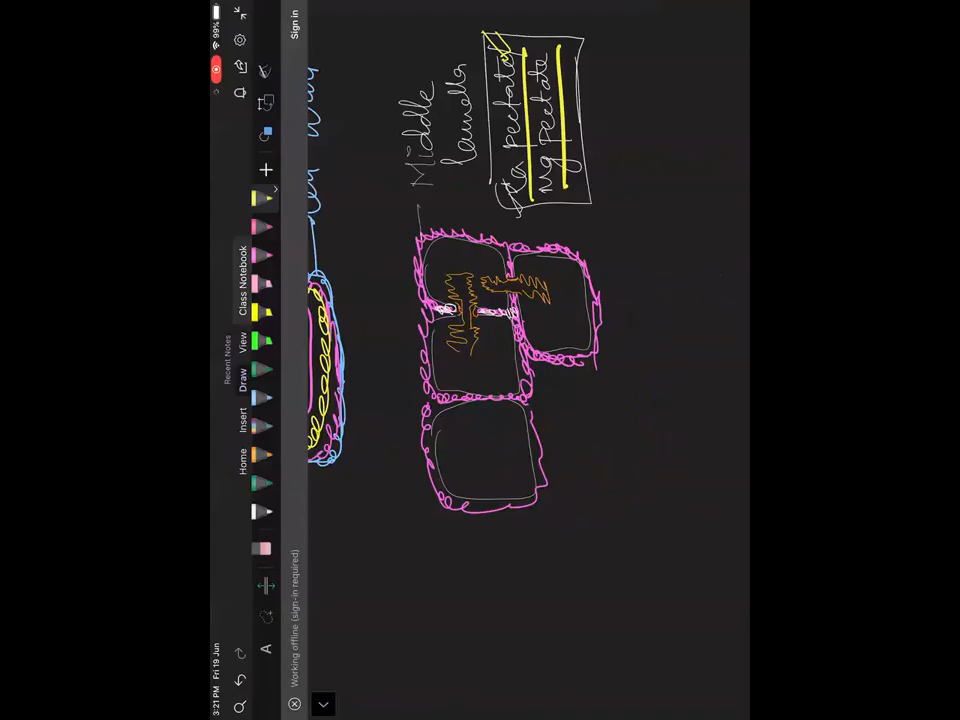 3:21 PM Fri 19 Jun
99%
Recent Notes
Home
Insert
Draw
View
Class Notebook
Working offline (sign-in required)
Sign in
Middle
lamella
pectate
Mg Pectate